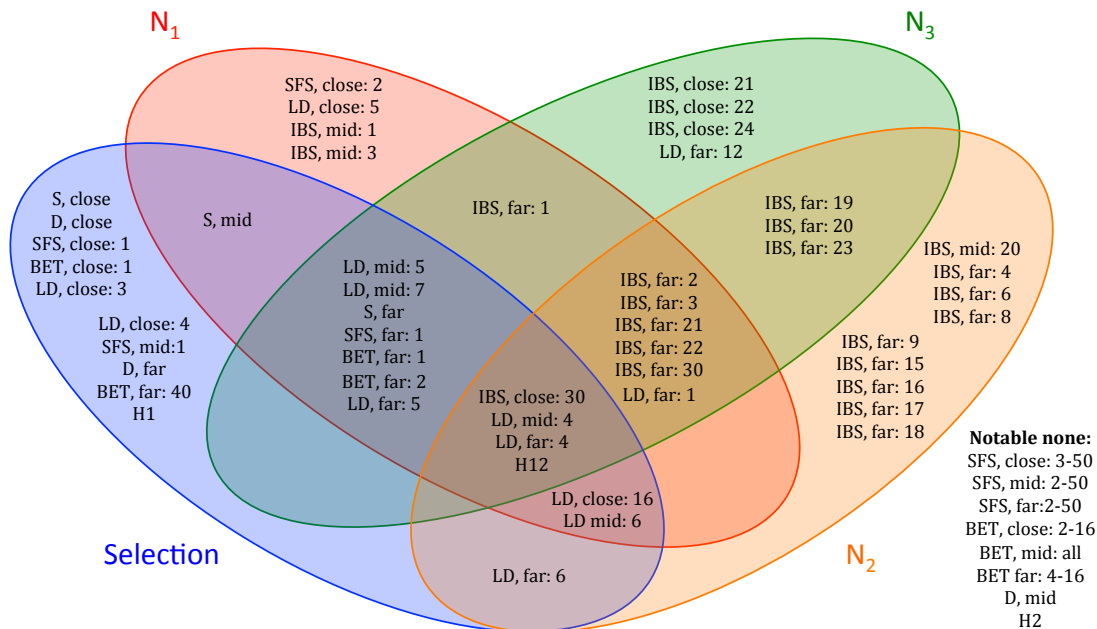 N1
N3
SFS, close: 2
LD, close: 5
IBS, mid: 1
IBS, mid: 3
IBS, close: 21
IBS, close: 22
IBS, close: 24
LD, far: 12
S, close
D, close
SFS, close: 1
BET, close: 1
LD, close: 3
LD, close: 4
SFS, mid:1
D, far
BET, far: 40
H1
S, mid
IBS, far: 1
IBS, far: 19
IBS, far: 20
IBS, far: 23
IBS, mid: 20
IBS, far: 4
IBS, far: 6
IBS, far: 8
IBS, far: 9
IBS, far: 15
IBS, far: 16
IBS, far: 17
IBS, far: 18
LD, mid: 5
LD, mid: 7
S, far
SFS, far: 1
BET, far: 1
BET, far: 2
LD, far: 5
IBS, far: 2
IBS, far: 3
IBS, far: 21
IBS, far: 22
IBS, far: 30
LD, far: 1
IBS, close: 30
LD, mid: 4
LD, far: 4
H12
LD, close: 16
LD mid: 6
LD, far: 6
Selection
N2
Notable none:
SFS, close: 3-50
SFS, mid: 2-50
SFS, far:2-50
BET, close: 2-16
BET, mid: all
BET far: 4-16
D, mid
H2